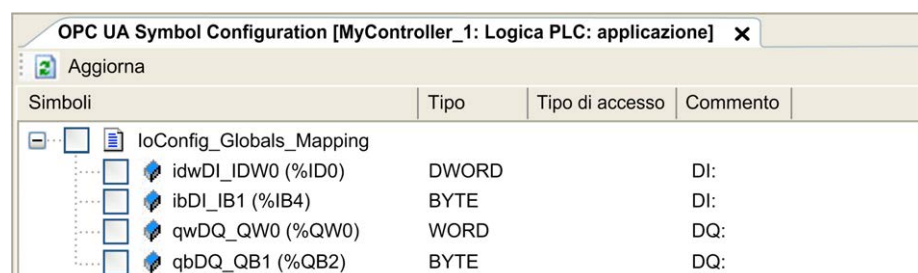 OPC UA Symbol Configuration [MyController_1: Logica PLC: applicazione]
Aggiorna
Simboli Tipo Tipo di accesso Commento
IoConfig_Globals_Mapping
idwDI_IDW0 (%ID0) DWORD DI:
ibDI_IB1 (%IB4) BYTE DI:
qwDQ_QW0 (%QW0) WORD DQ:
qbDQ_QB1 (%QB2) BYTE DQ: